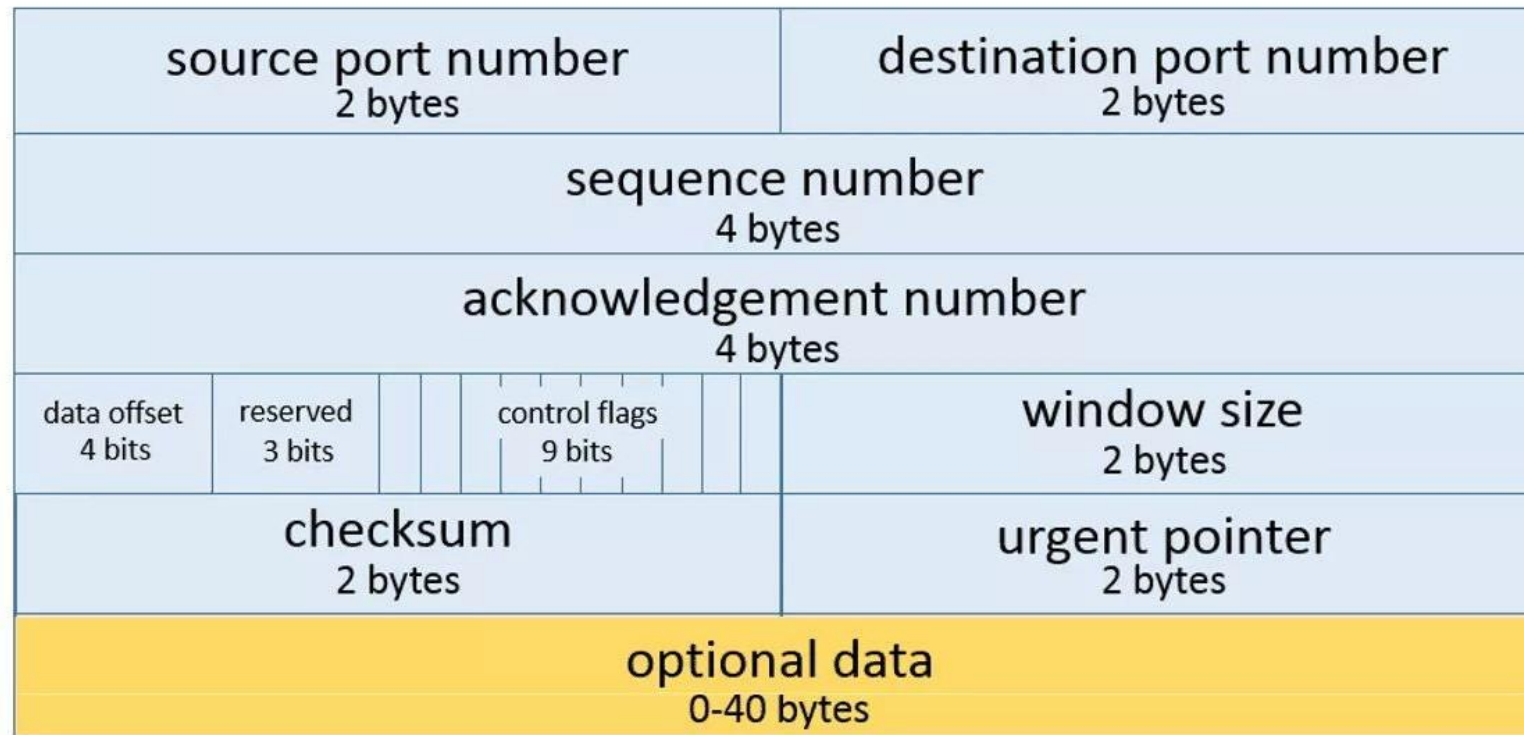 source port number
2 bytes
destination port number
2 bytes
sequence number
4 bytes
acknowledgement number
4 bytes
data offset
4 bits
reserved
3 bits
control flags
9 bits
window size
2 bytes
checksum
2 bytes
urgent pointer
2 bytes
optional data
0-40 bytes